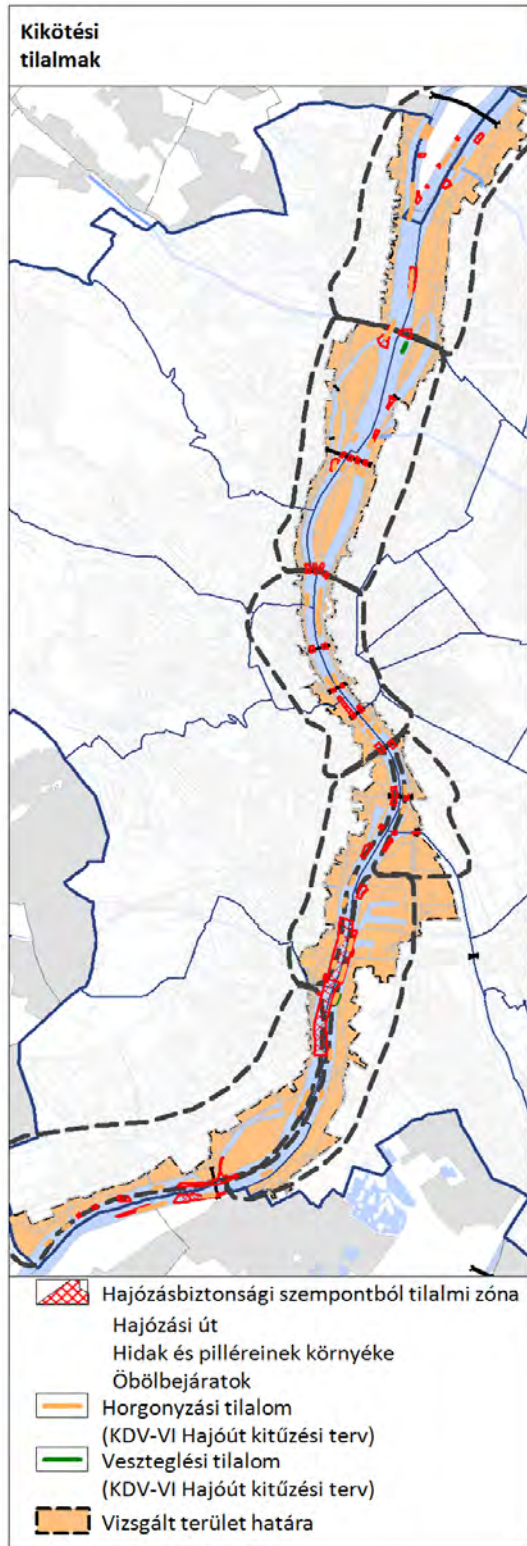 Kikötési
tilalmak
Hajózásbiztonsági szempontból tilalmi zóna
Hajózási út
Hidak és pilléreinek környéke
Öbölbejáratok
Horgonyzási tilalom
(KDV-VI Hajóút kitűzési terv)
Veszteglési tilalom
(KDV-VI Hajóút kitűzési terv)
Vizsgált terület határa